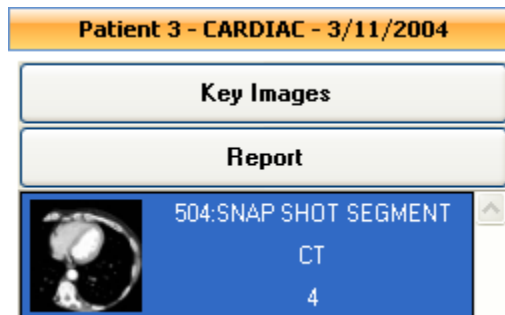 Patient 3 - CARDIAC - 3/11/2004
Key Images
Report
504:SNAP SHOT SEGMENT
CT
4